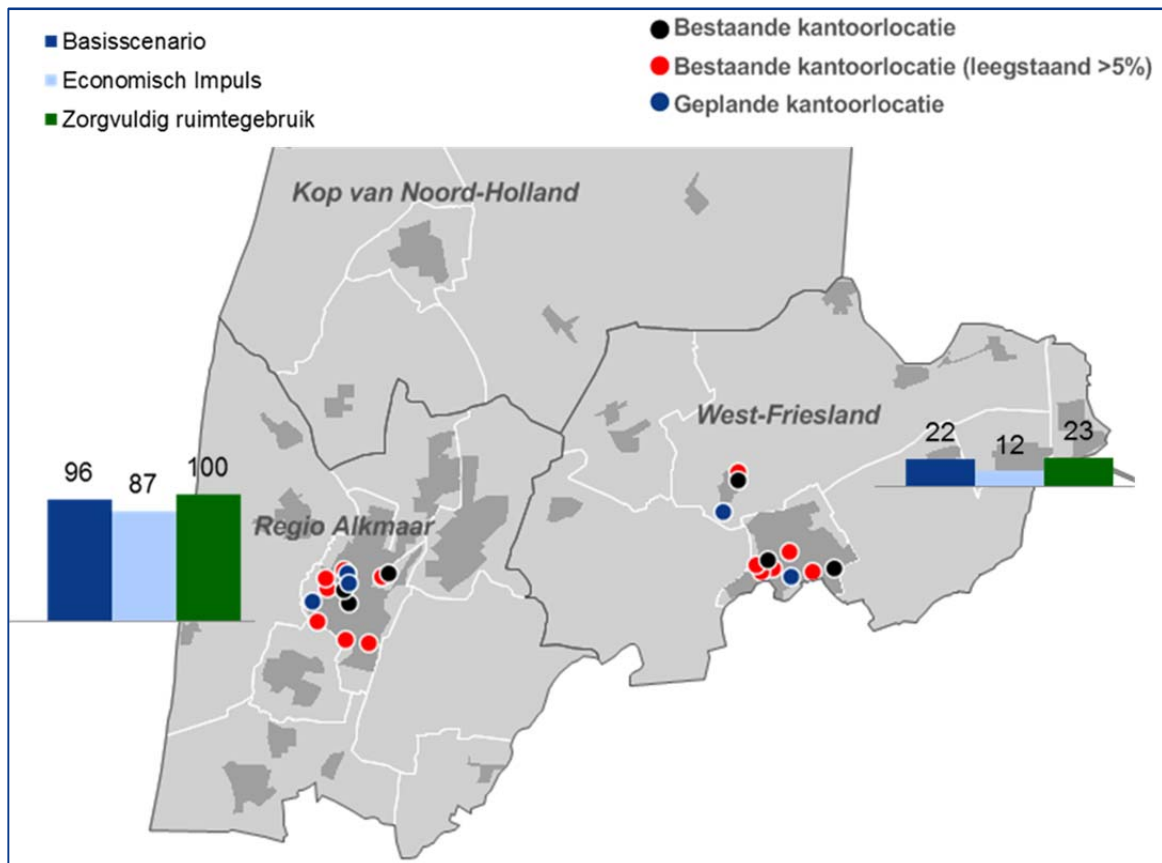 Basisscenario
Economisch Impuls
Zorgvuldig ruimtegebruik
Bestaande kantoorlocatie
Bestaande kantoorlocatie (leegstaand >5%)
Geplande kantoorlocatie
Kop van Noord-Holland
West-Friesland
22
12
23
96
87
100
Regio Alkmaar